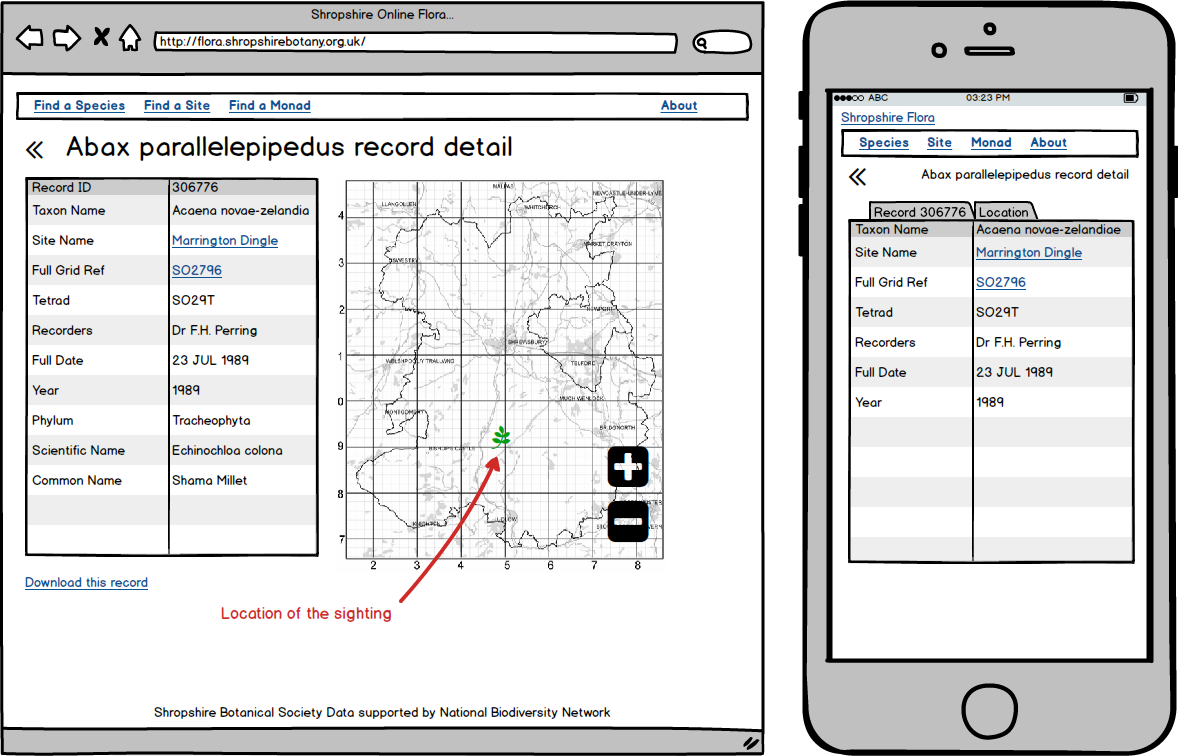 Shropshire Online Flora...
http://flora.shropshirebotany.org.uk/
Find a Species Find a Site Find a Monad About
Abax parallelepipedus record detail
Record ID 306776
Taxon Name Acaena novae-zelandia
Site Name Marrington Dingle
Full Grid Ref SO2796
Tetrad SO29T
Recorders Dr F.H. Perring
Full Date 23 JUL 1989
Year 1989
Phylum Tracheophyta
Scientific Name Echinochloa colona
Common Name Shama Millet
Download this record
MALPAS
NEWCASTLE-UNDER-LYME
LLANGOLLEN
WHITCHURCH
4
MARKET DRAYTON
OSWESTRY
3
2
NEWPORT
SHREWSBURY
1
WELSHPOOL/Y TRALLWNG
TELFORD
0
MUCH WENLOCK
MONTGOMERY
BRIDGNORTH
9
BISHOP'S CASTLE
8
KNIGHTON
LUDLOW
7
2 3 4 5 6 7 8
Location of the sighting
Shropshire Botanical Society Data supported by National Biodiversity Network
ABC 03:23 PM
Shropshire Flora
Species Site Monad About
Abax parallelepipedus record detail
Record 306776 Location
Taxon Name Acaena novae-zelandiae
Site Name Marrington Dingle
Full Grid Ref SO2796
Tetrad SO29T
Recorders Dr F.H. Perring
Full Date 23 JUL 1989
Year 1989